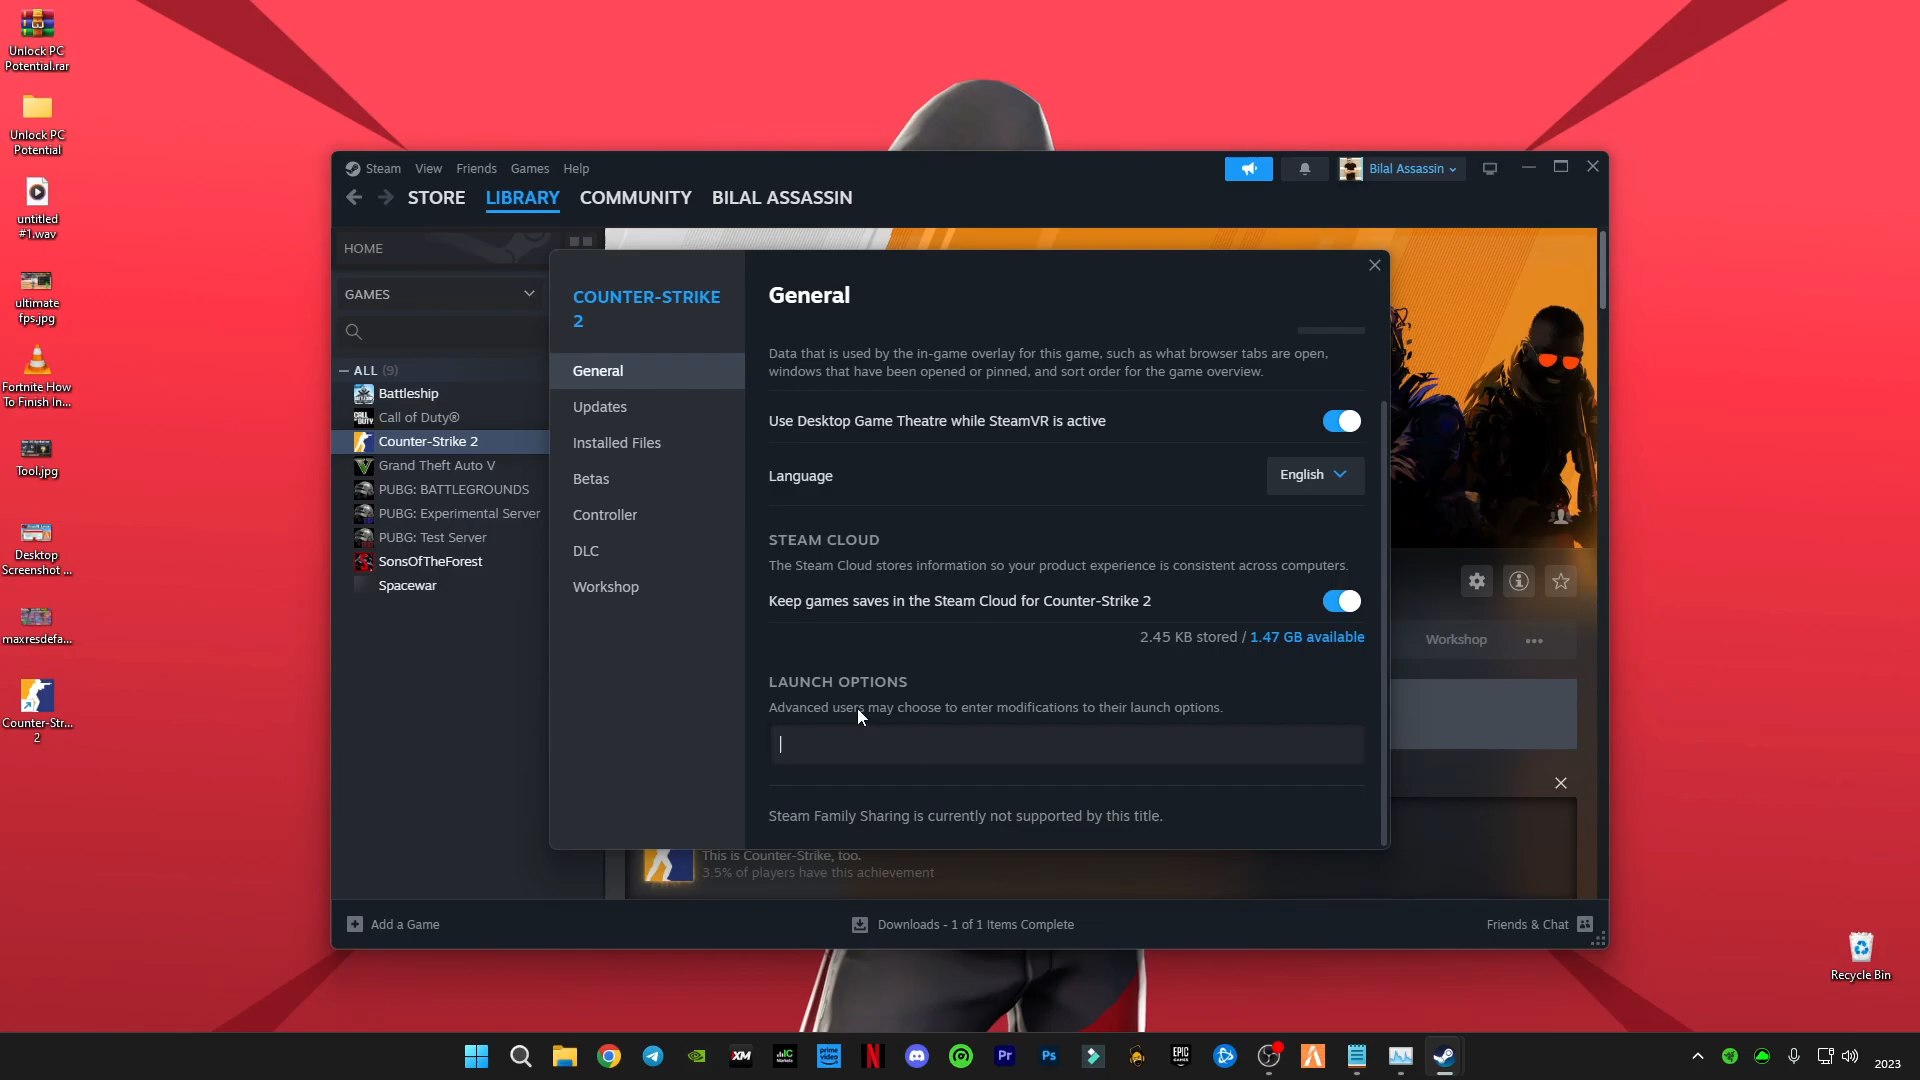 Unlock PC
Potential.rar
Unlock PC
Potential
untitled
#1.wav
ultimate
fps.jpg
Fortnite How
To Finish In...
Tool.jpg
Desktop
Screenshot ...
maxresdefa...
Counter-Str...
2
Steam View Friends Games Help
Bilal Assassin
STORE LIBRARY COMMUNITY BILAL ASSASSIN
HOME
GAMES
ALL (9)
Battleship
Call of Duty®
Counter-Strike 2
Grand Theft Auto V
PUBG: BATTLEGROUNDS
PUBG: Experimental Server
PUBG: Test Server
SonsOfTheForest
Spacewar
COUNTER-STRIKE
2
General
Updates
Installed Files
Betas
Controller
DLC
Workshop
General
Data that is used by the in-game overlay for this game, such as what browser tabs are open,
windows that have been opened or pinned, and sort order for the game overview.
Use Desktop Game Theatre while SteamVR is active
Language
English
STEAM CLOUD
The Steam Cloud stores information so your product experience is consistent across computers.
Keep games saves in the Steam Cloud for Counter-Strike 2
2.45 KB stored / 1.47 GB available
LAUNCH OPTIONS
Advanced users may choose to enter modifications to their launch options.
Steam Family Sharing is currently not supported by this title.
Workshop
This is Counter-Strike, too.
3.5% of players have this achievement
Add a Game
Downloads - 1 of 1 Items Complete
Friends & Chat
Recycle Bin
XM
IC
Markets
prime
video
N
Pr
Ps
EPIC
GAMES
2023